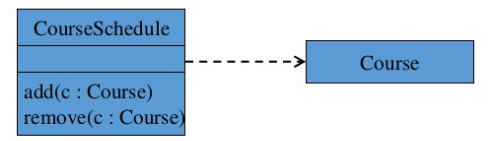 CourseSchedule
add(c : Course)
remove(c : Course)
Course